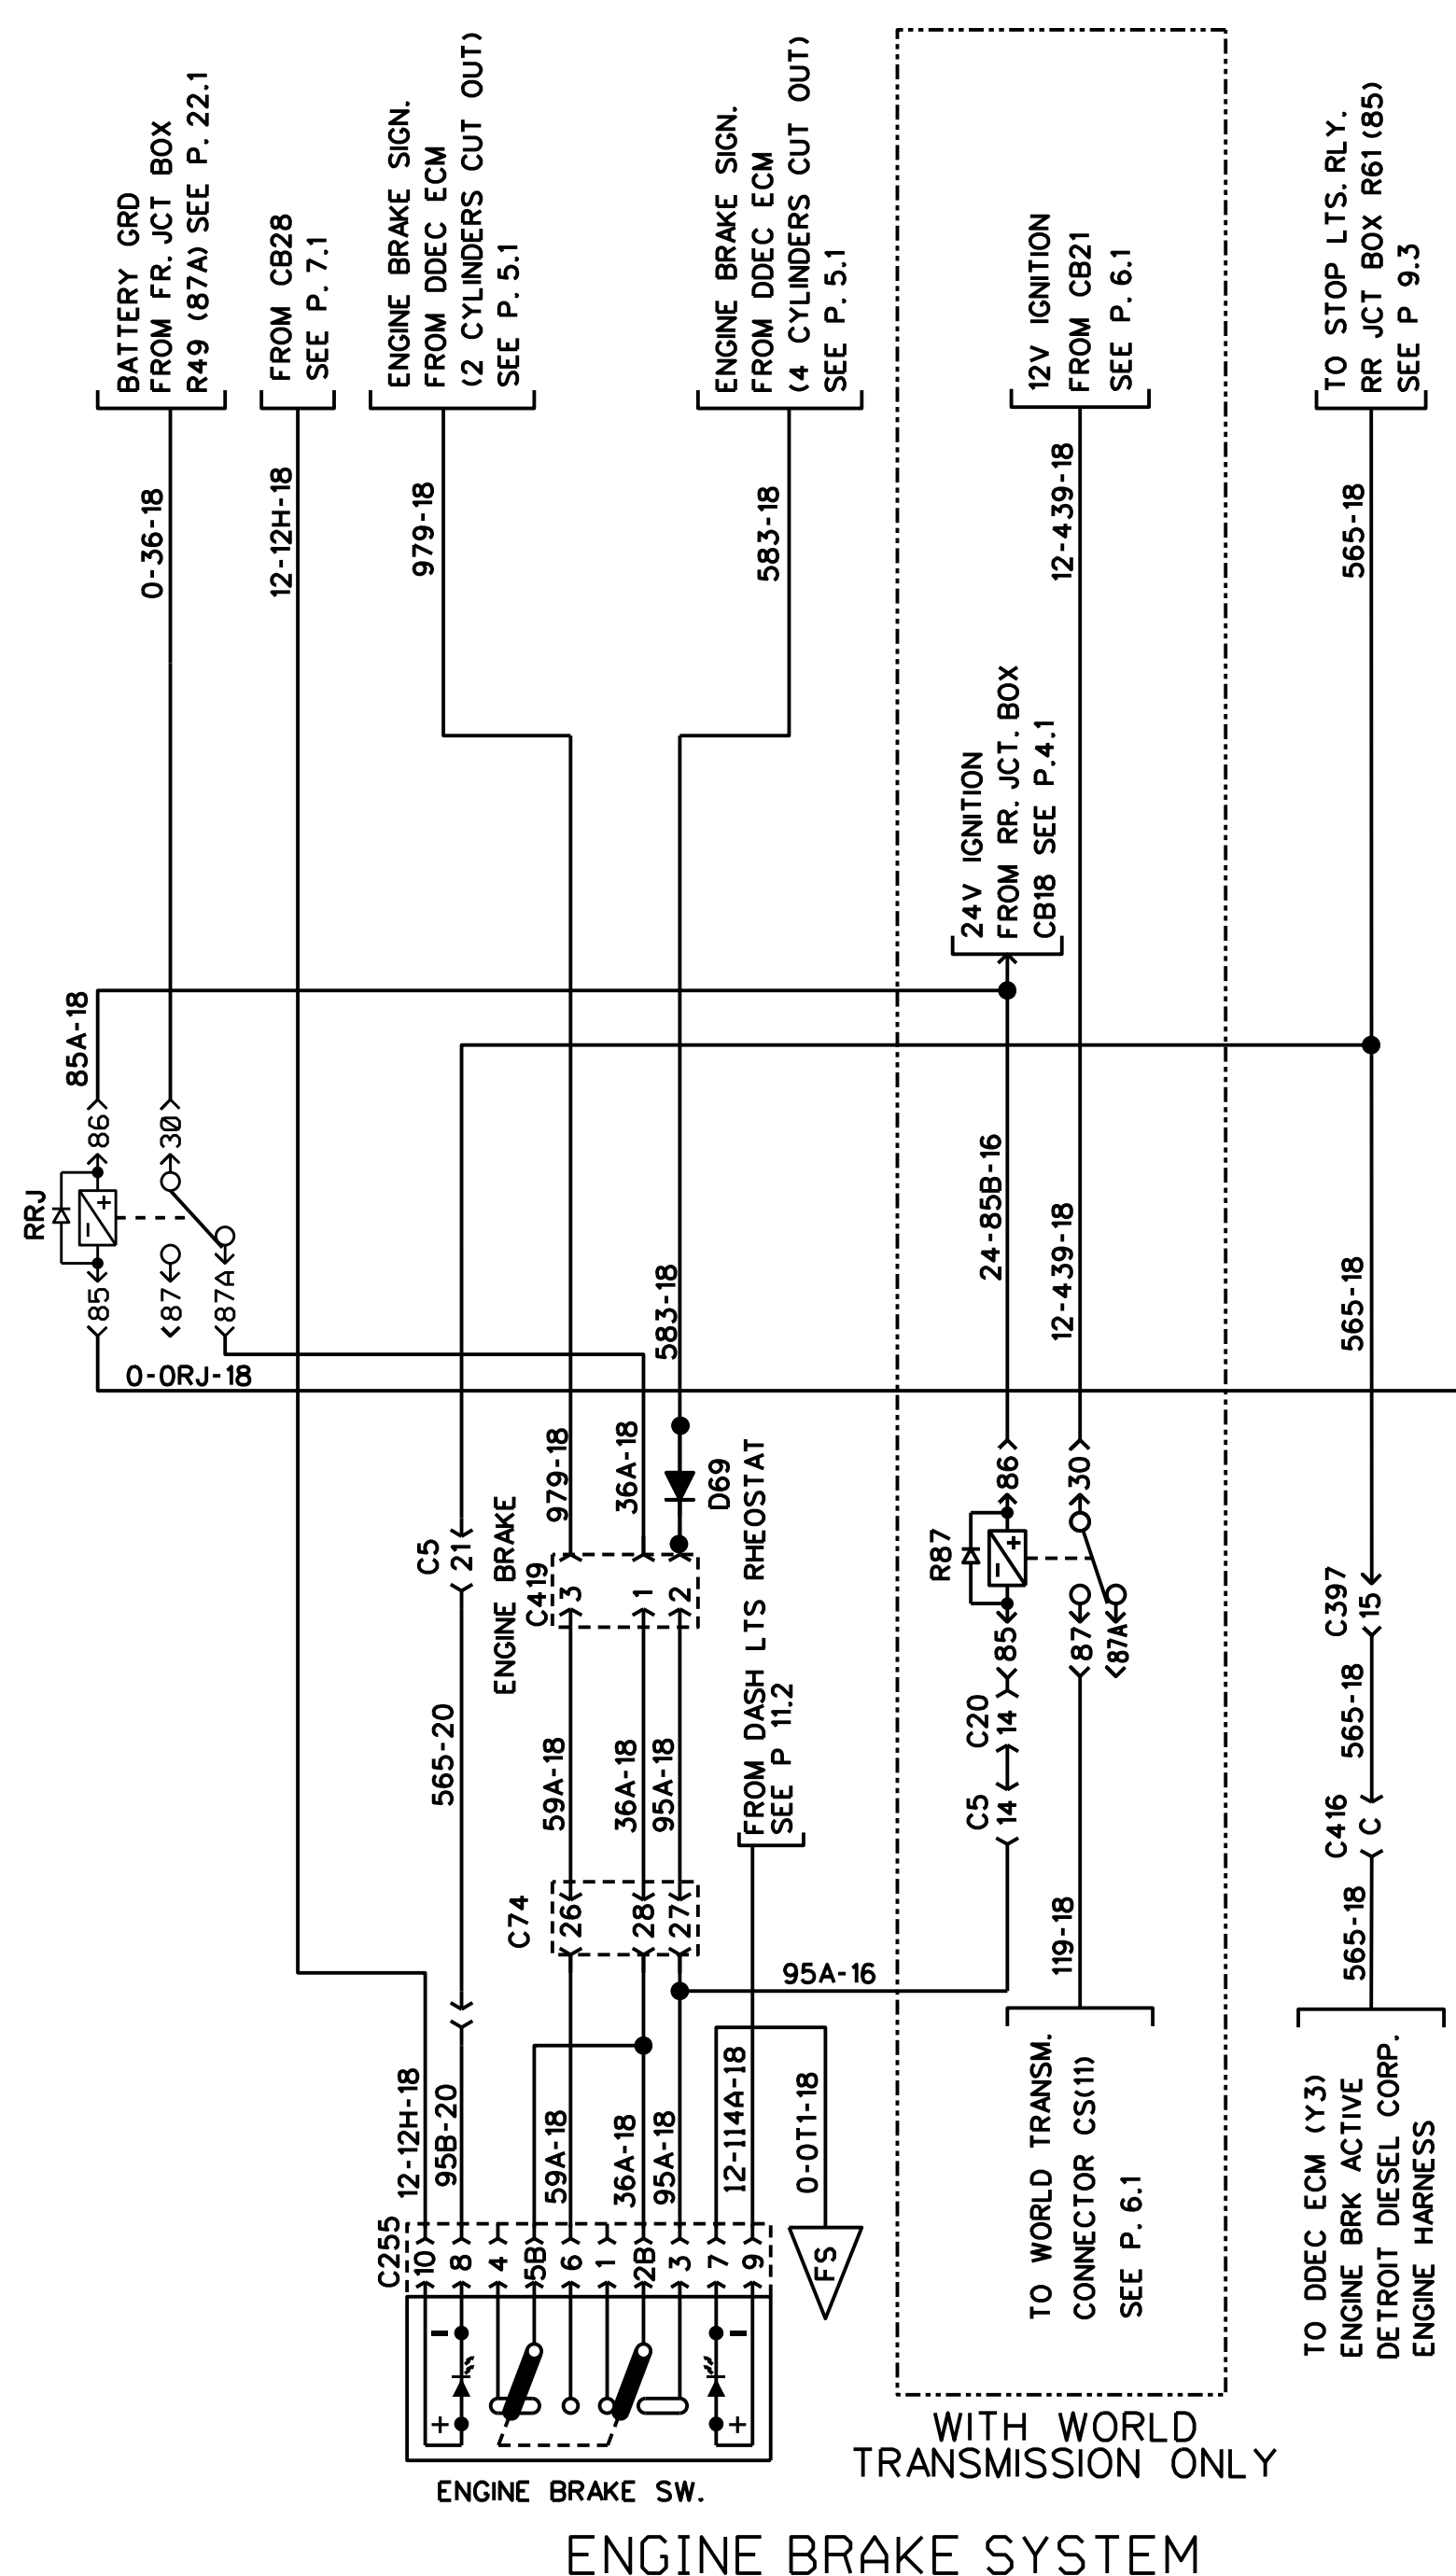 BATTERY GRD
FROM FR. JCT BOX
R49 (87A) SEE P. 22.1
FROM CB28
SEE P. 7.1
ENGINE BRAKE SIGN.
FROM DDEC ECM
(2 CYLINDERS CUT OUT)
SEE P. 5.1
ENGINE BRAKE SIGN.
FROM DDEC ECM
(4 CYLINDERS CUT OUT)
SEE P. 5.1
12V IGNITION
FROM CB21
SEE P. 6.1
TO STOP LTS. RLY.
RR JCT BOX R61 (85)
SEE P 9.3
0-36-18
12-12H-18
979-18
583-18
12-439-18
565-18
24V IGNITION
FROM RR. JCT. BOX
CB18 SEE P.4.1
85A-18
RRJ
86
30
+
-
85
87
87A
0-0RJ-18
583-18
24-85B-16
12-439-18
565-18
C5
21
ENGINE BRAKE
C419
979-18
36A-18
D69
3
1
2
FROM DASH LTS RHEOSTAT
SEE P 11.2
R87
86
30
+
-
85
87
87A
C397
15
565-20
59A-18
36A-18
95A-18
C20
14
C5
14
565-18
C416
C
C74
26
28
27
95A-16
119-18
565-18
12-12H-18
95B-20
59A-18
36A-18
95A-18
12-114A-18
0-0T1-18
C255
10
8
4
5B
6
1
2B
3
7
9
FS
-
+
-
+
ENGINE BRAKE SW.
TO WORLD TRANSM.
CONNECTOR CS(11)
SEE P. 6.1
TO DDEC ECM (Y3)
ENGINE BRK ACTIVE
DETROIT DIESEL CORP.
ENGINE HARNESS
WITH WORLD
TRANSMISSION ONLY
ENGINE BRAKE SYSTEM